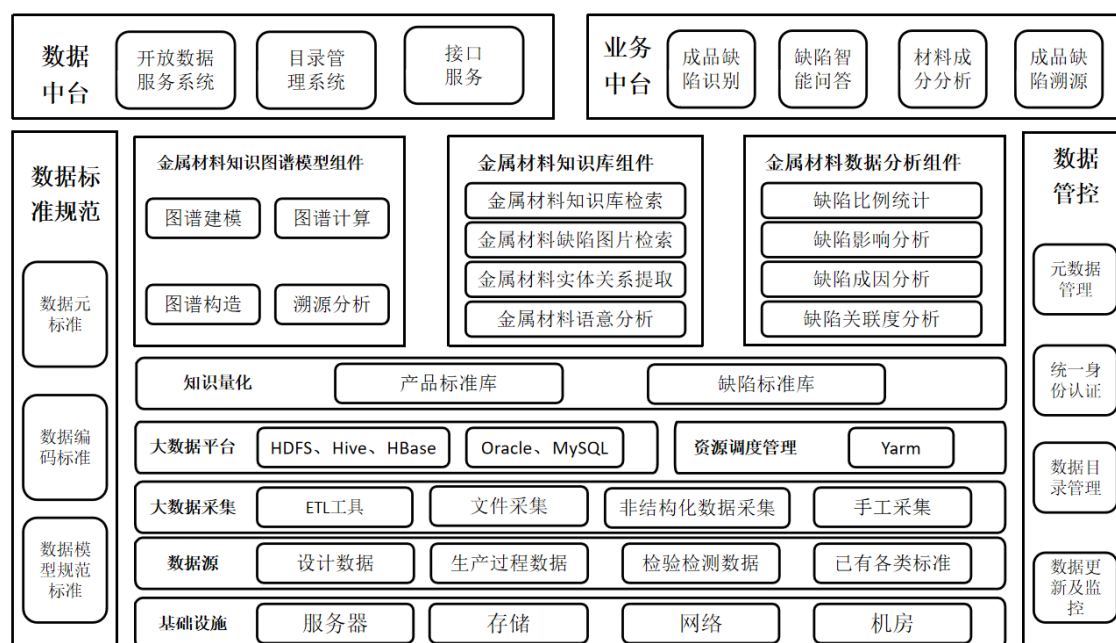 数据
中台
开放数据
服务系统
目录管
理系统
接口
服务
业务
中台
成品缺
陷识别
缺陷智
能问答
材料成
分分析
成品缺
陷溯源
数据标
准规范
数据元
标准
数据编
码标准
数据模
型规范
标准
金属材料知识图谱模型组件
图谱建模
图谱计算
图谱构造
溯源分析
金属材料知识库组件
金属材料知识库检索
金属材料缺陷图片检索
金属材料实体关系提取
金属材料语意分析
金属材料数据分析组件
缺陷比例统计
缺陷影响分析
缺陷成因分析
缺陷关联度分析
知识量化
产品标准库
缺陷标准库
大数据平台
HDFS、Hive、HBase
Oracle、MySQL
资源调度管理
Yarm
大数据采集
ETL工具
文件采集
非结构化数据采集
手工采集
数据源
设计数据
生产过程数据
检验检测数据
已有各类标准
基础设施
服务器
存储
网络
机房
数据
管控
元数据
管理
统一身
份认证
数据目
录管理
数据更
新及监
控